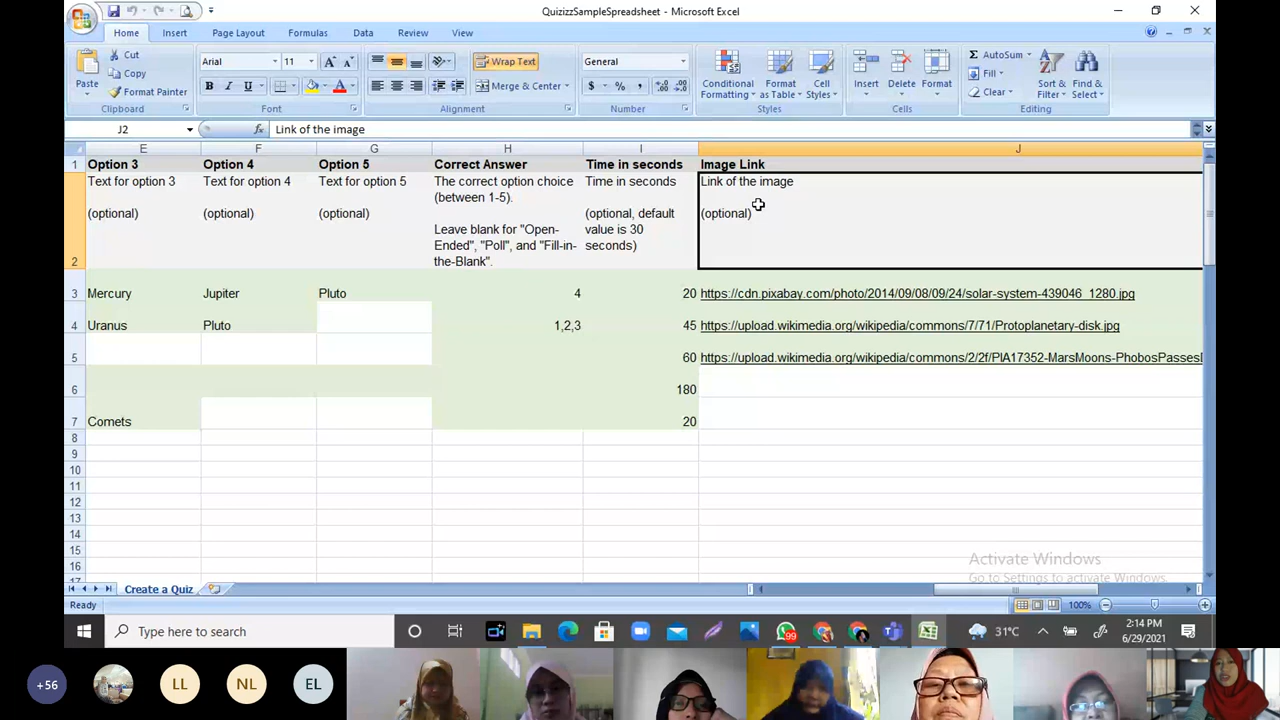 QuizizzSampleSpreadsheet - Microsoft Excel
Home Insert Page Layout Formulas Data Review View
Cut
Copy
Format Painter
Paste
Clipboard
Arial 11 A A
B I U A
Font
Wrap Text
Merge & Center
Alignment
General
$ % ,
Number
Conditional Formatting
Format as Table
Cell Styles
Styles
Insert Delete Format
Cells
Σ AutoSum
Fill
Clear
Sort & Filter
Find & Select
Editing
J2 fx Link of the image
E F G H I J
1 Option 3 Option 4 Option 5 Correct Answer Time in seconds Image Link
Text for option 3
(optional)
Text for option 4
(optional)
Text for option 5
(optional)
The correct option choice
(between 1-5).
Leave blank for "Open-
Ended", "Poll", and "Fill-in-
the-Blank".
Time in seconds
(optional, default
value is 30
seconds)
Link of the image
(optional)
2
3 Mercury Jupiter Pluto 4 20 https://cdn.pixabay.com/photo/2014/09/08/09/24/solar-system-439046_1280.jpg
4 Uranus Pluto 1,2,3 45 https://upload.wikimedia.org/wikipedia/commons/7/71/Protoplanetary-disk.jpg
5 60 https://upload.wikimedia.org/wikipedia/commons/2/2f/PIA17352-MarsMoons-PhobosPasses
6 180
7 Comets 20
8
9
10
11
12
13
14
15
16
17
Activate Windows
Go to Settings to activate Windows.
Create a Quiz
Ready 100%
Type here to search
99
31°C
2:14 PM
6/29/2021
+56 LL NL EL